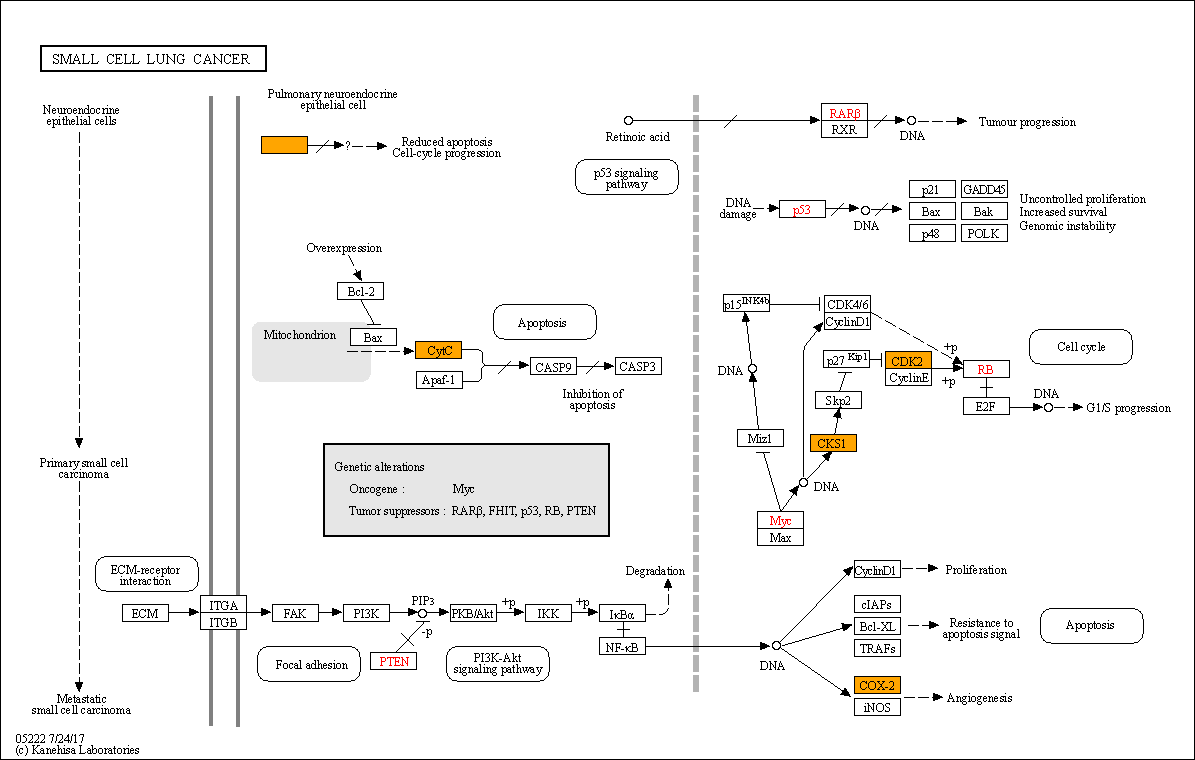 SMALL CELL LUNG CANCER
Neuroendocrine
epithelial cells
Pulmonary neuroendocrine
epithelial cell
?
Reduced apoptosis
Cell-cycle progression
Retinoic acid
RARβ
RXR
DNA
Tumour progression
p53 signaling
pathway
DNA
damage
p53
DNA
p21
GADD45
Bax
Bak
p48
POLK
Uncontrolled proliferation
Increased survival
Genomic instability
Overexpression
Bcl-2
Mitochondrion
Bax
Apoptosis
CytC
Apaf-1
CASP9
CASP3
Inhibition of
apoptosis
p15INK4b
CDK4/6
CyclinD1
Cell cycle
p27 Kip1
CDK2
CyclinE
+p
+p
RB
DNA
Skp2
E2F
DNA
G1/S progression
Miz1
CKS1
DNA
Myc
Max
Primary small cell
carcinoma
Genetic alterations
Oncogene : Myc
Tumor suppressors : RARβ, FHIT, p53, RB, PTEN
ECM-receptor
interaction
ECM
ITGA
ITGB
FAK
PI3K
PIP3
-p
PTEN
PKB/Akt
+p
IKK
+p
IκBα
NF-κB
Degradation
Focal adhesion
PI3K-Akt
signaling pathway
DNA
CyclinD1
Proliferation
cIAPs
Bcl-XL
TRAFs
Resistance to
apoptosis signal
Apoptosis
COX-2
iNOS
Angiogenesis
Metastatic
small cell carcinoma
05222 7/24/17
(c) Kanehisa Laboratories